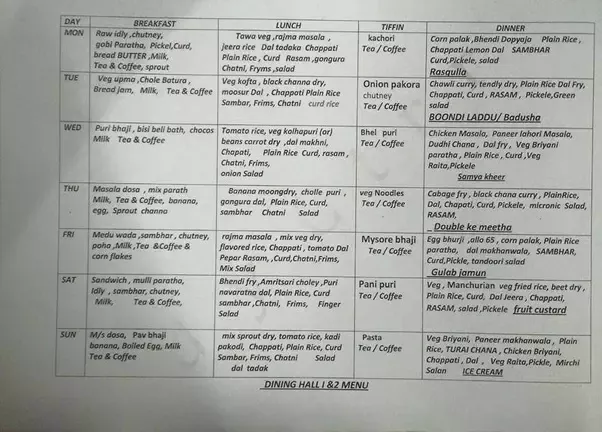 DAY BREAKFAST LUNCH TIFFIN DINNER
MON
Raw idly ,chutney,
gobi Paratha, Pickel,Curd,
bread BUTTER ,Milk,
Tea & Coffee, sprout
Tawa veg ,rajma masala ,
jeera rice Dal tadaka Chappati
Plain Rice , Curd Rasam ,gongura
Chatni, Fryms ,salad
kachori
Tea / Coffee
Corn palak ,Bhendi Dopyaja Plain Rice ,
Chappati Lemon Dal SAMBHAR
Curd,Pickle, salad
Rasgulla
TUE
Veg upma ,Chole Batura ,
Bread jam, Milk, Tea & Coffee
Veg kofta , black channa dry,
moosur Dal , Chappati Plain Rice
Sambar, Frims, Chatni curd rice
Onion pakora
chutney
Tea / Coffee
Chawli curry, tendly dry, Plain Rice Dal Fry,
Chappati, Curd , RASAM , Pickele,Green
salad
BOONDI LADDU/ Badusha
WED
Puri bhaji , bisi beli bath, chocos
Milk Tea & Coffee
Tomato rice, veg kolhapuri (or)
beans carrot dry , dal makhni,
Chapati, Plain Rice Curd, rasam ,
Chatni, Frims,
onion Salad
Bhel puri
Tea / Coffee
Chicken Masala, Paneer lahori Masala,
Dudhi Chana , Dal fry , Veg Briyani
paratha , Plain Rice , Curd ,Veg
Raita,Pickele
Samya kheer
THU
Masala dosa , mix parath
Milk, Tea & Coffee, banana,
egg, Sprout channa
Banana moongdry, cholle puri ,
gongura dal, Plain Rice, Curd,
sambhar Chatni Salad
veg Noodles
Tea / Coffee
Cabage fry , black chana curry , PlainRice,
Dal, Chapati, Curd, Pickele, micronic Salad,
RASAM,
Double ke meetha
FRI
Medu wada ,sambhar , chutney,
poha ,Milk ,Tea &Coffee &
corn flakes
rajma masala , mix veg dry,
flavored rice, Chappati , tomato Dal
Pepar Rasam, ,Curd,Chatni,Frims,
Mix Salad
Mysore bhaji
Tea / Coffee
Egg bhurji ,allo 65 , corn palak, Plain Rice
paratha, dal makhanwala, SAMBHAR,
Curd,Pickle, tandoori salad
Gulab jamun
SAT
Sandwich , mulli paratha,
idly , sambhar, chutney,
Milk, Tea & Coffee,
Bhendi fry ,Amritsari choley ,Puri
navaratna dal, Plain Rice, Curd
sambhar ,Chatni, Frims, Finger
Salad
Pani puri
Tea / Coffee
Veg , Manchurian veg fried rice, beet dry ,
Plain Rice, Curd, Dal Jeera , Chappati,
RASAM, salad ,Pickele fruit custard
SUN
M/s dosa, Pav bhaji
banana, Boiled Egg, Milk
Tea & Coffee
mix sprout dry, tomato rice, kadi
pakodi, Chappati, Plain Rice, Curd
Sambar, Frims, Chatni Salad
dal tadak
Pasta
Tea / Coffee
Veg Briyani, Paneer makhanwala , Plain
Rice, TURAI CHANA , Chicken Briyani,
Chappati , Dal , Veg Raita,Pickle, Mirchi
Salan ICE CREAM
DINING HALL I &2 MENU